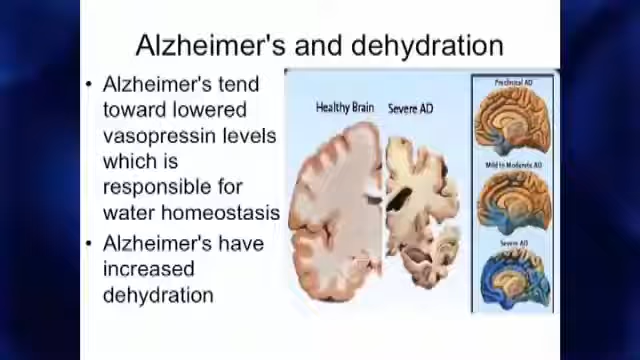 Alzheimer's and dehydration
• Alzheimer's tend
toward lowered
vasopressin levels
which is
responsible for
water homeostasis
• Alzheimer's have
increased
dehydration
Healthy Brain
Severe AD
Preclinical AD
Mild to Moderate AD
Severe AD